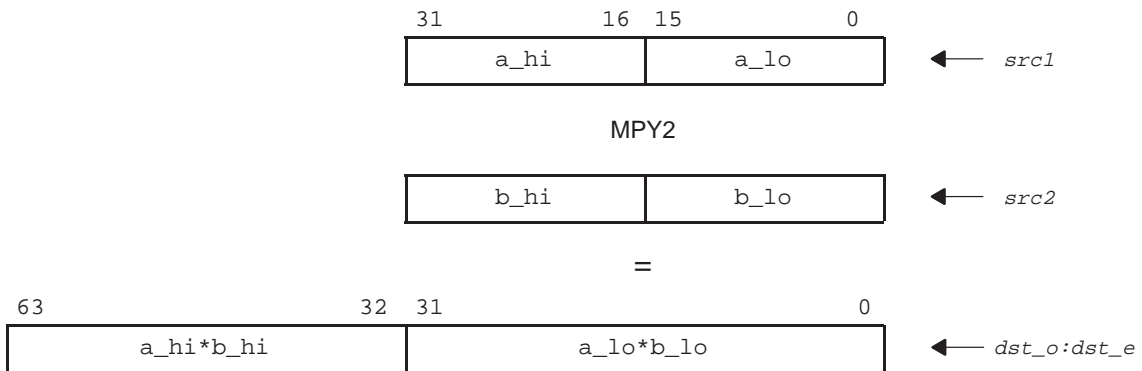 31 16 15 0
a_hi a_lo src1
MPY2
b_hi b_lo src2
=
63 32 31 0
a_hi*b_hi a_lo*b_lo dst_o:dst_e